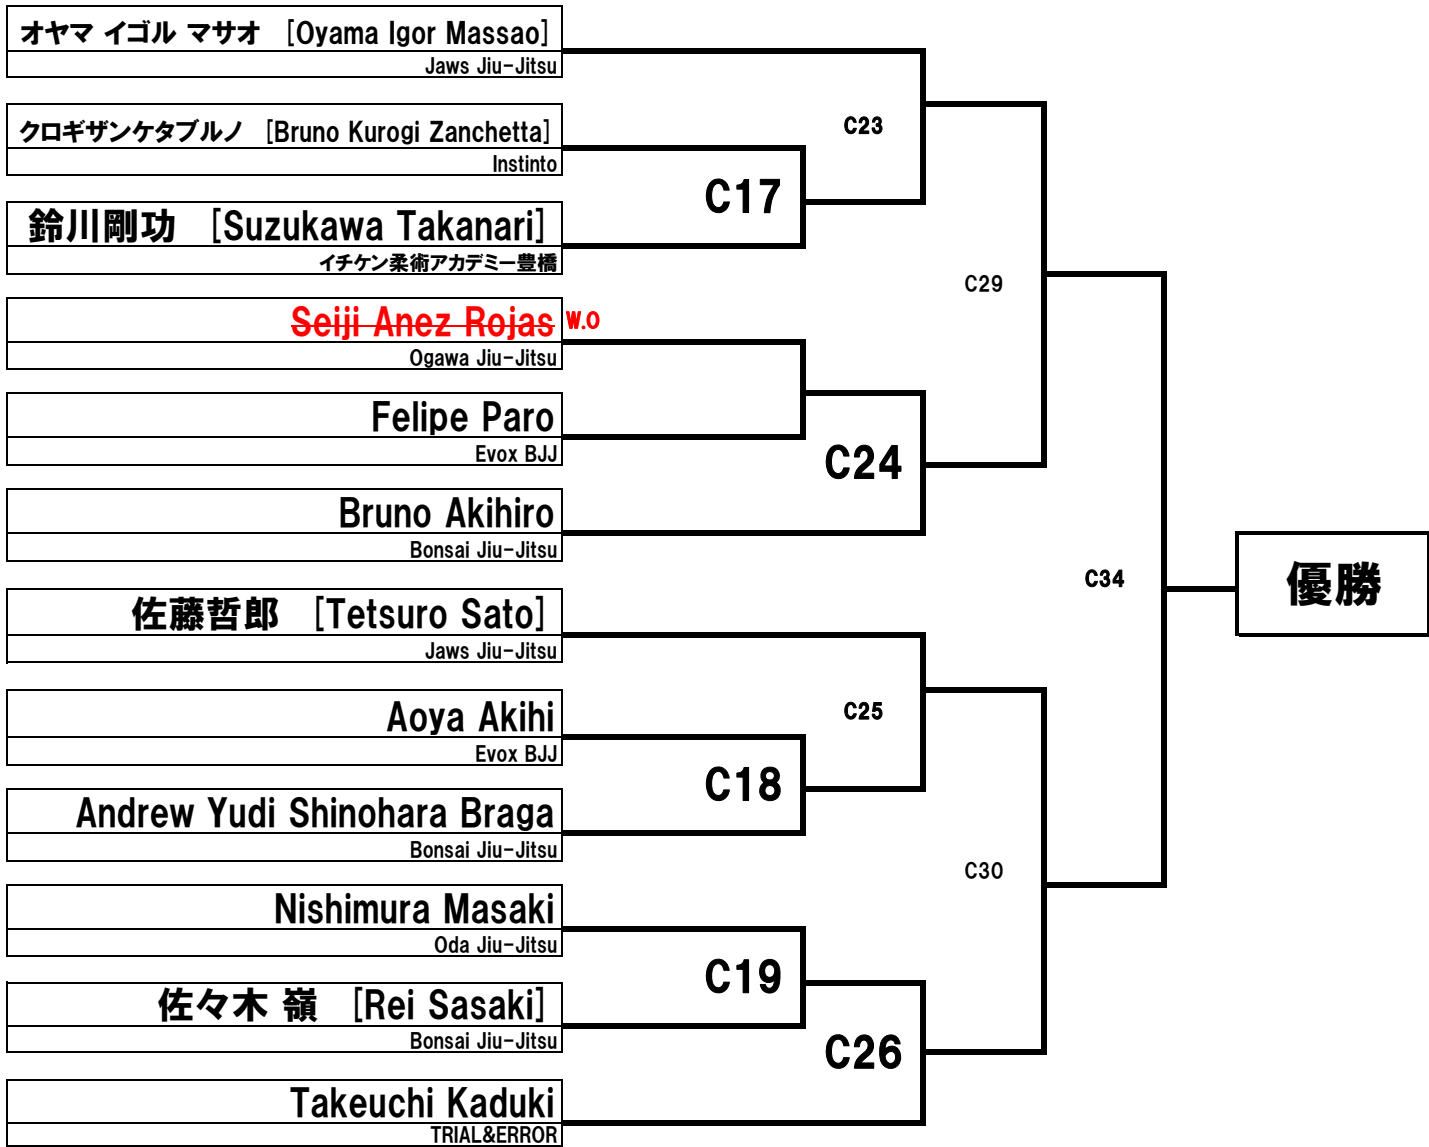 オヤマ イゴル マサオ　[Oyama Igor Massao]
Jaws Jiu-Jitsu
C23
クロギザンケタブルノ　[Bruno Kurogi Zanchetta]
Instinto
C17
鈴川剛功　[Suzukawa Takanari]
イチケン柔術アカデミー豊橋
C29
Seiji Anez Rojas W.O
Ogawa Jiu-Jitsu
Felipe Paro
Evox BJJ
C24
Bruno Akihiro
Bonsai Jiu-Jitsu
C34
優勝
佐藤哲郎　[Tetsuro Sato]
Jaws Jiu-Jitsu
C25
Aoya Akihi
Evox BJJ
C18
Andrew Yudi Shinohara Braga
Bonsai Jiu-Jitsu
C30
Nishimura Masaki
Oda Jiu-Jitsu
C19
佐々木 嶺　[Rei Sasaki]
Bonsai Jiu-Jitsu
C26
Takeuchi Kaduki
TRIAL&ERROR